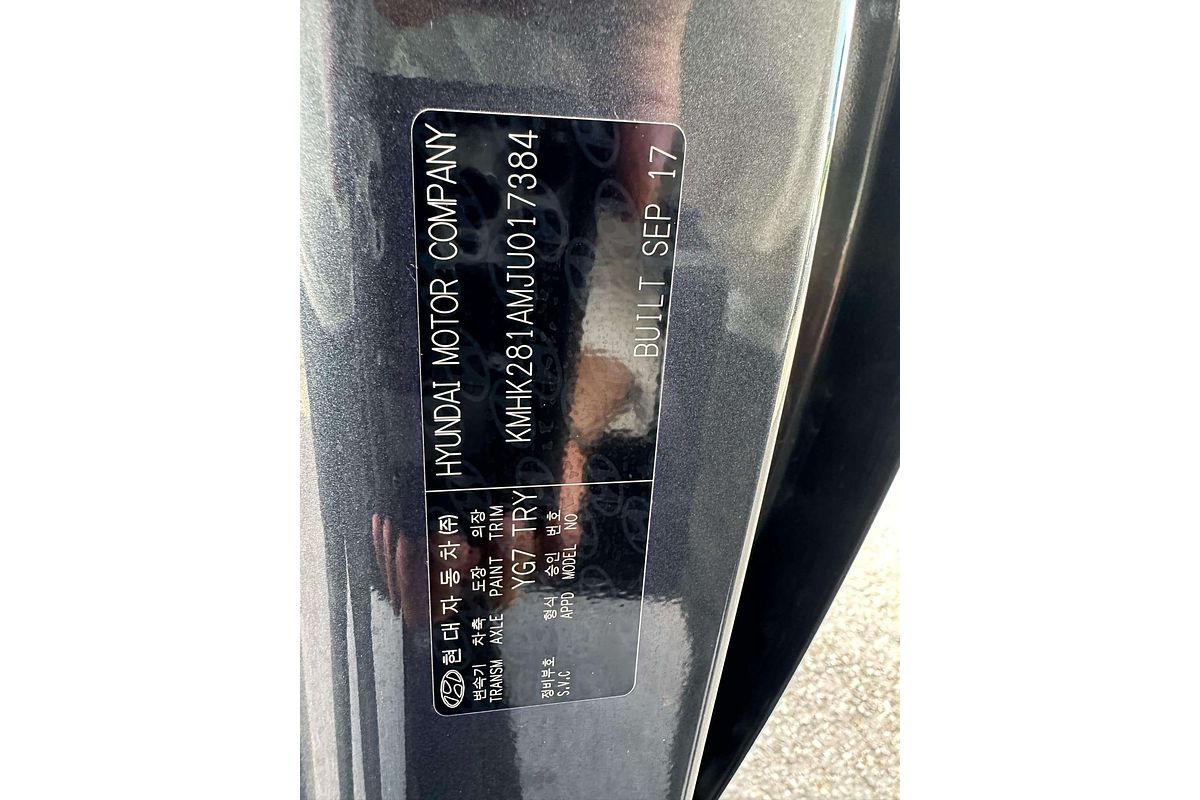 현대자동차(주) HYUNDAI MOTOR COMPANY
변속기 차축 도장 의장
TRANSM AXLE PAINT TRIM
YG7 TRY KMHK281AMJU017384
정비부호 형식 승인 번호
S.V.C APPD MODEL NO
BUILT SEP 17